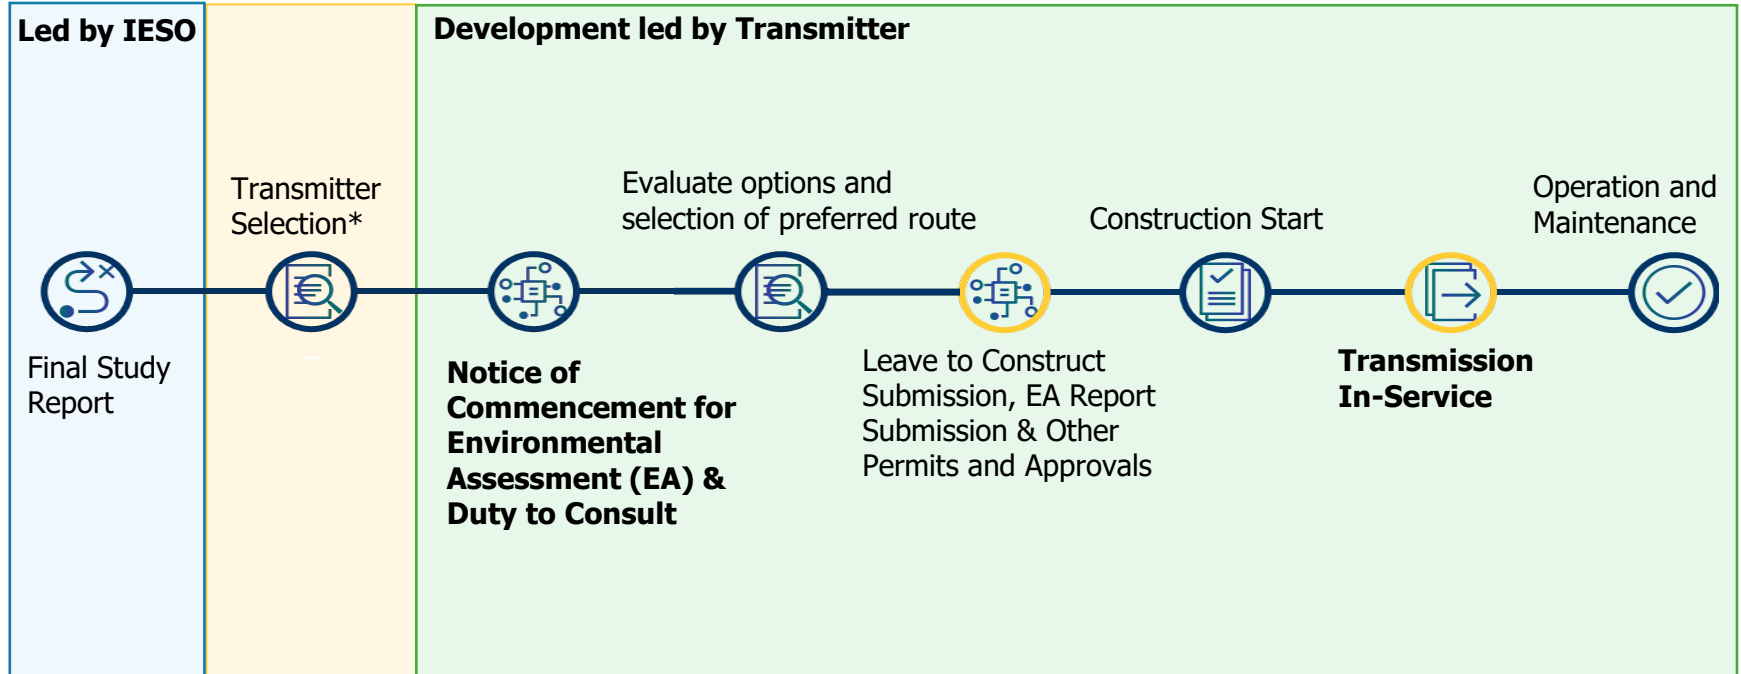 Led by IESO
Development led by Transmitter
Final Study
Report
Transmitter
Selection*
Notice of
Commencement for
Environmental
Assessment (EA) &
Duty to Consult
Evaluate options and
selection of preferred route
Leave to Construct
Submission, EA Report
Submission & Other
Permits and Approvals
Construction Start
Transmission
In-Service
Operation and
Maintenance